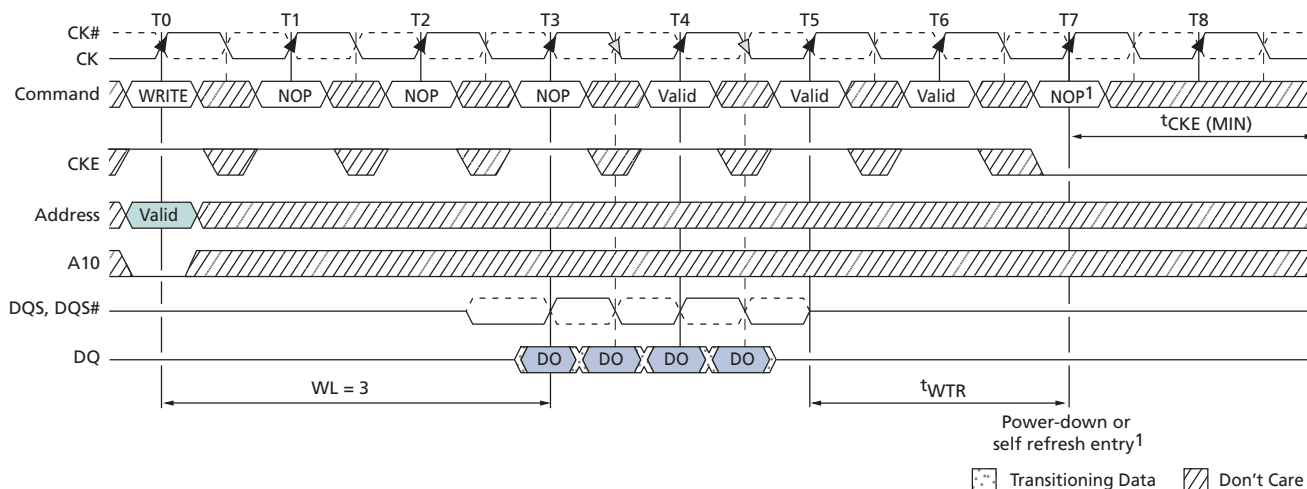 T0 T1 T2 T3 T4 T5 T6 T7 T8
CK#
CK
Command WRITE NOP NOP NOP Valid Valid Valid NOP1
tCKE (MIN)
CKE
Address Valid
A10
DQS, DQS#
DQ DO DO DO DO
WL = 3 tWTR
Power-down or
self refresh entry1
Transitioning Data Don't Care